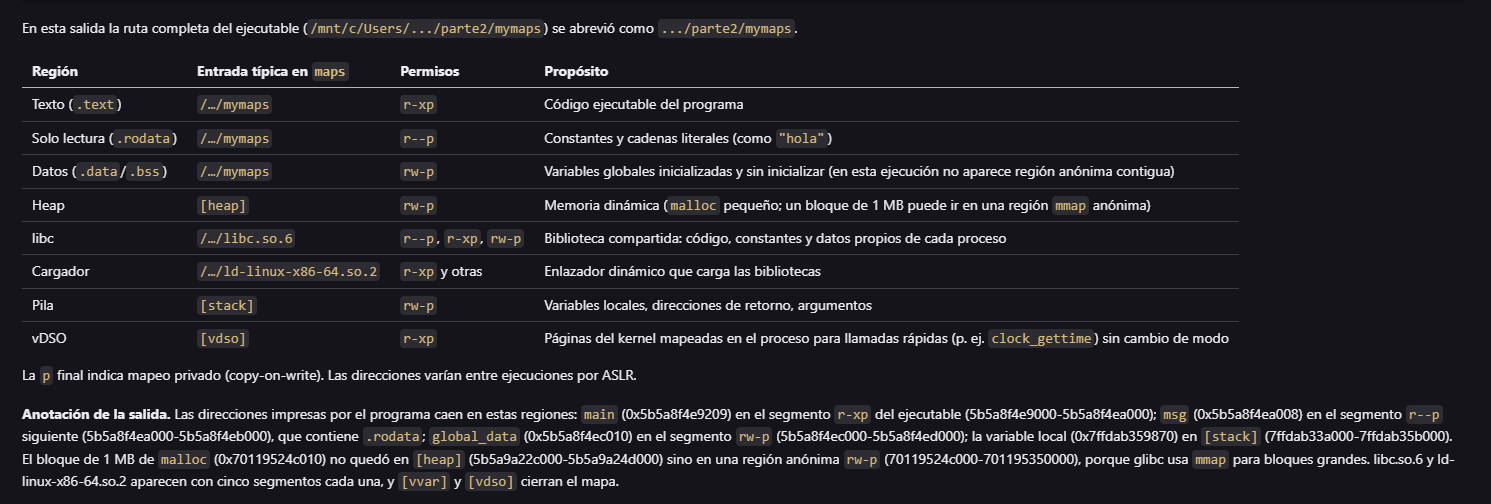 En esta salida la ruta completa del ejecutable (/mnt/c/Users/.../parte2/mymaps) se abrevió como .../parte2/mymaps.
Región Entrada típica en maps Permisos Propósito
Texto (.text) /…/mymaps r-xp Código ejecutable del programa
Solo lectura (.rodata) /…/mymaps r--p Constantes y cadenas literales (como "hola")
Datos (.data/.bss) /…/mymaps rw-p Variables globales inicializadas y sin inicializar (en esta ejecución no aparece región anónima contigua)
Heap [heap] rw-p Memoria dinámica (malloc pequeño; un bloque de 1 MB puede ir en una región mmap anónima)
libc /…/libc.so.6 r--p, r-xp, rw-p Biblioteca compartida: código, constantes y datos propios de cada proceso
Cargador /…/ld-linux-x86-64.so.2 r-xp y otras Enlazador dinámico que carga las bibliotecas
Pila [stack] rw-p Variables locales, direcciones de retorno, argumentos
vDSO [vdso] r-xp Páginas del kernel mapeadas en el proceso para llamadas rápidas (p. ej. clock_gettime) sin cambio de modo
La p final indica mapeo privado (copy-on-write). Las direcciones varían entre ejecuciones por ASLR.
Anotación de la salida. Las direcciones impresas por el programa caen en estas regiones: main (0x5b5a8f4e9209) en el segmento r-xp del ejecutable (5b5a8f4e9000-5b5a8f4ea000); msg (0x5b5a8f4ea008) en el segmento r--p
siguiente (5b5a8f4ea000-5b5a8f4eb000), que contiene .rodata; global_data (0x5b5a8f4ec010) en el segmento rw-p (5b5a8f4ec000-5b5a8f4ed000); la variable local (0x7ffdab359870) en [stack] (7ffdab33a000-7ffdab35b000).
El bloque de 1 MB de malloc (0x70119524c010) no quedó en [heap] (5b5a9a22c000-5b5a9a24d000) sino en una región anónima rw-p (70119524c000-701195350000), porque glibc usa mmap para bloques grandes. libc.so.6 y ld-
linux-x86-64.so.2 aparecen con cinco segmentos cada una, y [vvar] y [vdso] cierran el mapa.